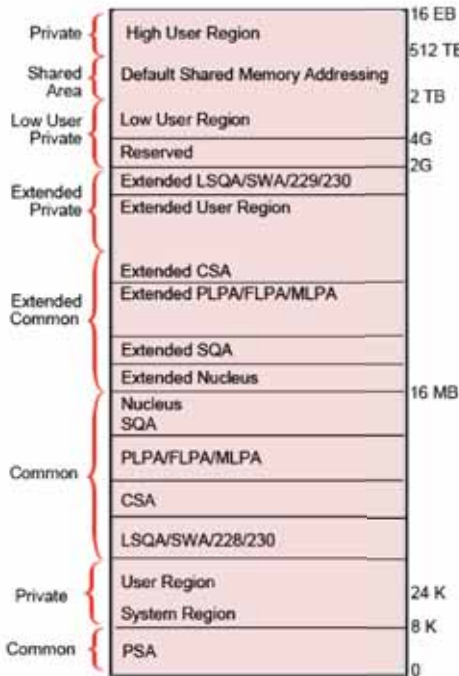 16 EB
Private
High User Region
512 TB
Shared
Area
Default Shared Memory Addressing
2 TB
Low User
Private
Low User Region
4G
Reserved
2G
Extended LSQA/SWA/229/230
Extended
Private
Extended User Region
Extended CSA
Extended
Common
Extended PLPA/FLPA/MLPA
Extended SQA
Extended Nucleus
16 MB
Nucleus
SQA
Common
PLPA/FLPA/MLPA
CSA
LSQA/SWA/228/230
Private
User Region
24 K
System Region
8 K
Common
PSA
0